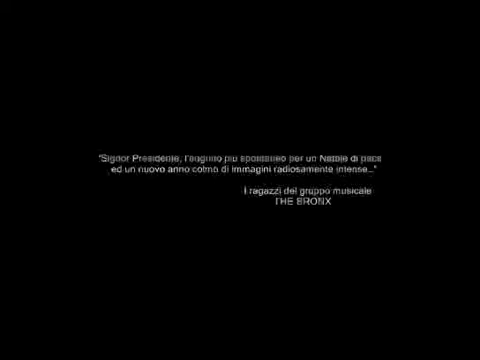 "Signor Presidente, l'augurio più spontaneo per un Natale di pace
ed un nuovo anno colmo di immagini radiosamente intense..."
I ragazzi del gruppo musicale
THE BRONX